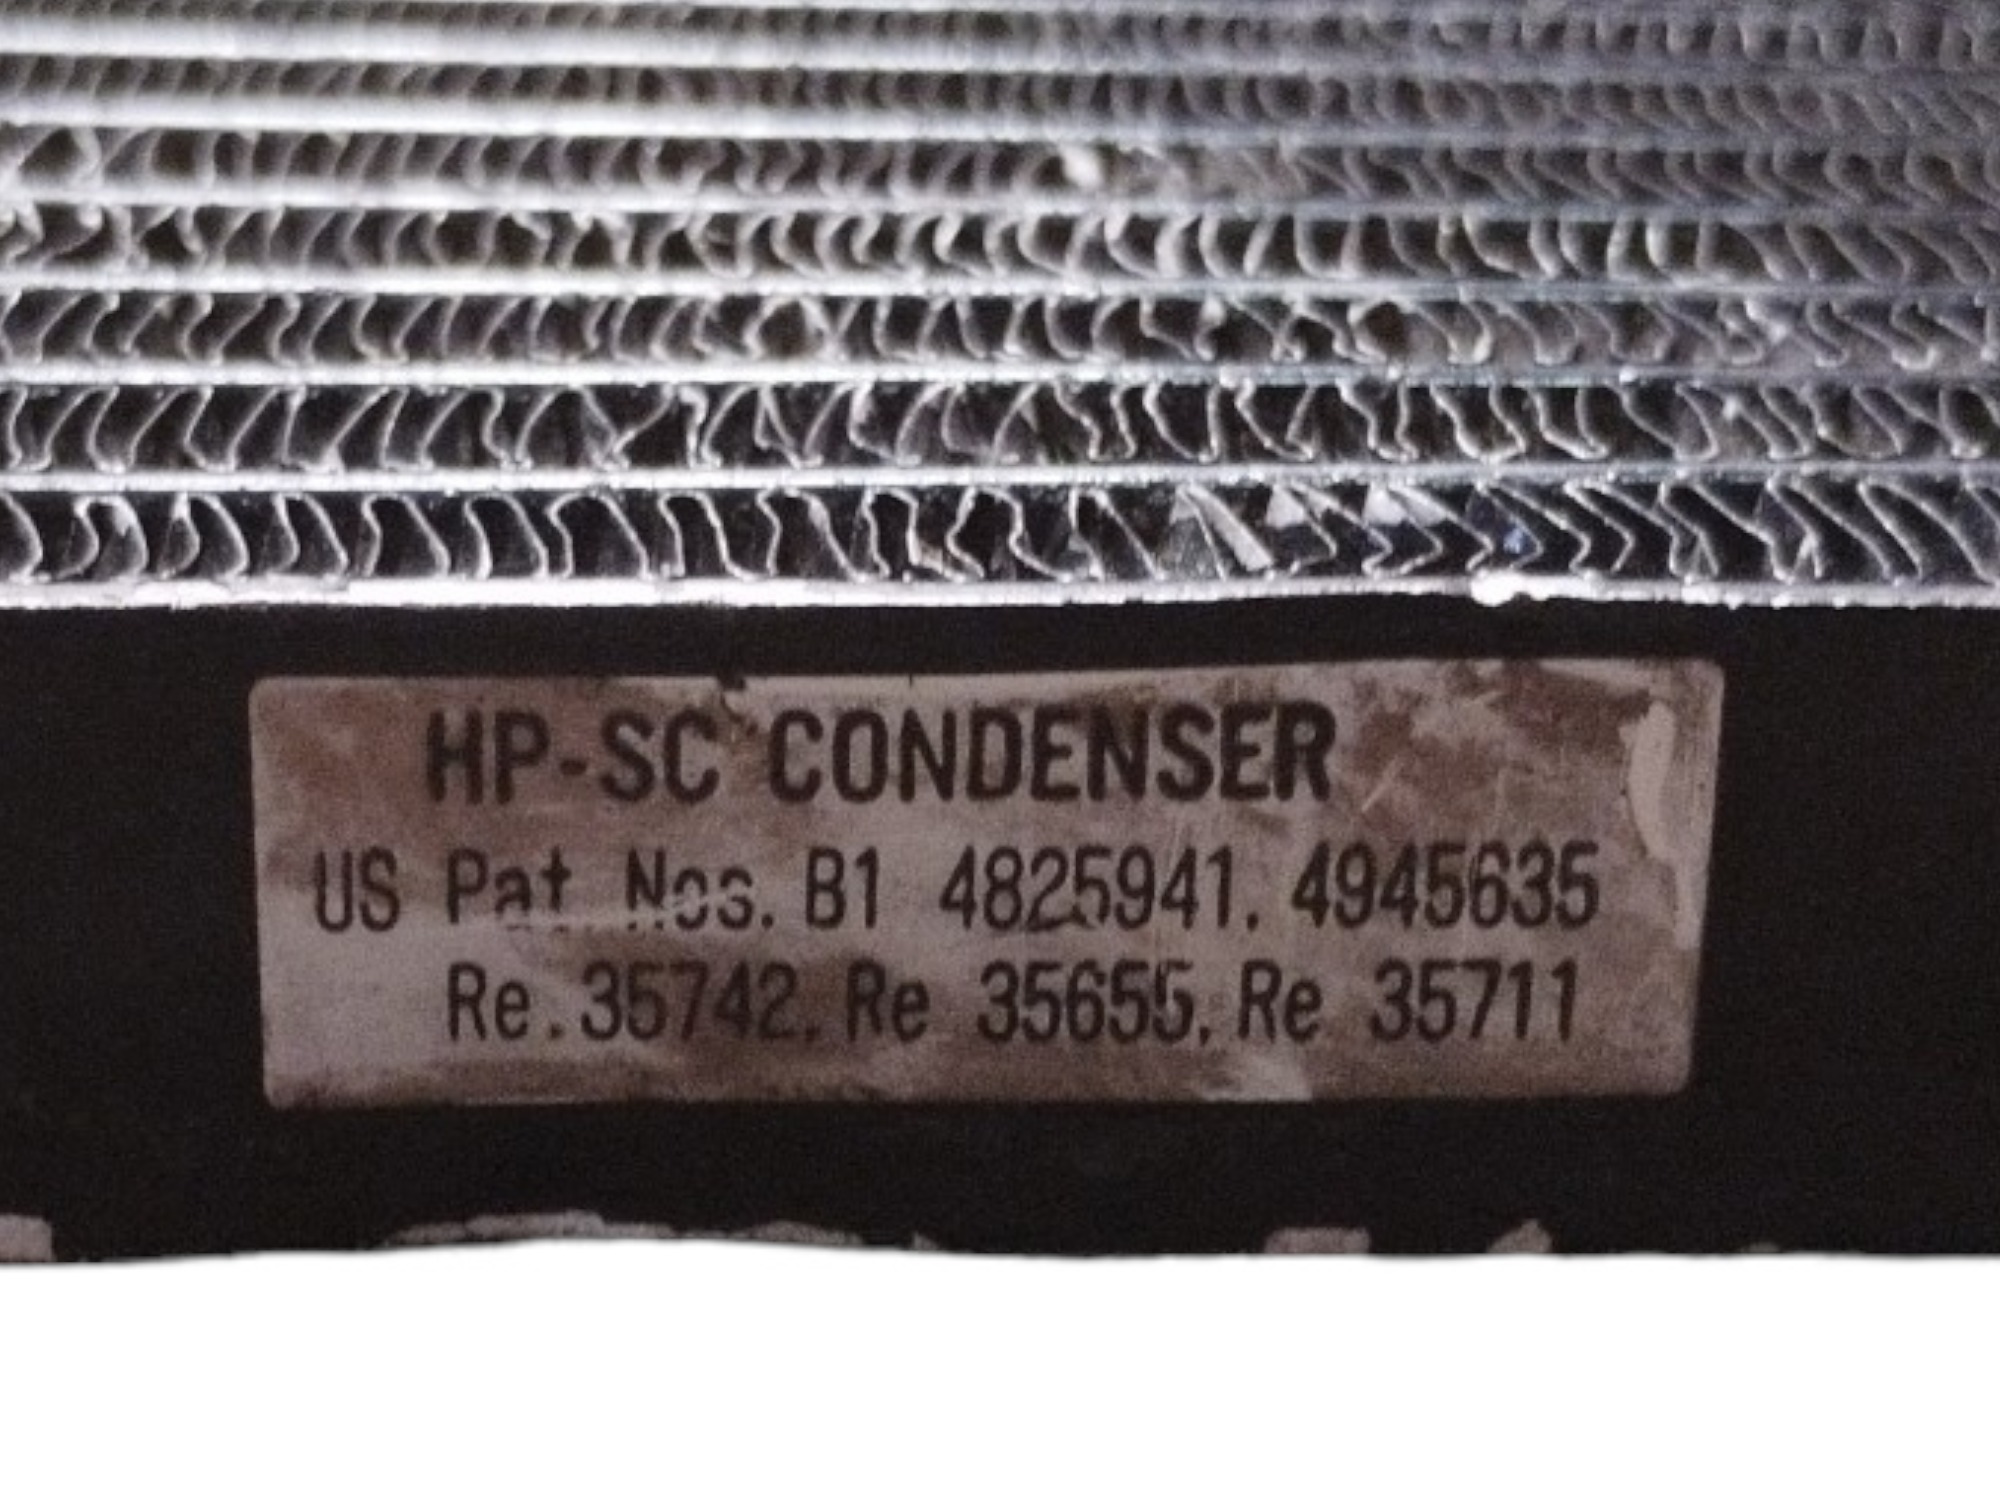 HP-SC CONDENSER
US Pat. Nos. B1 4825941, 4945635
Re. 35742, Re 35655, Re 35711